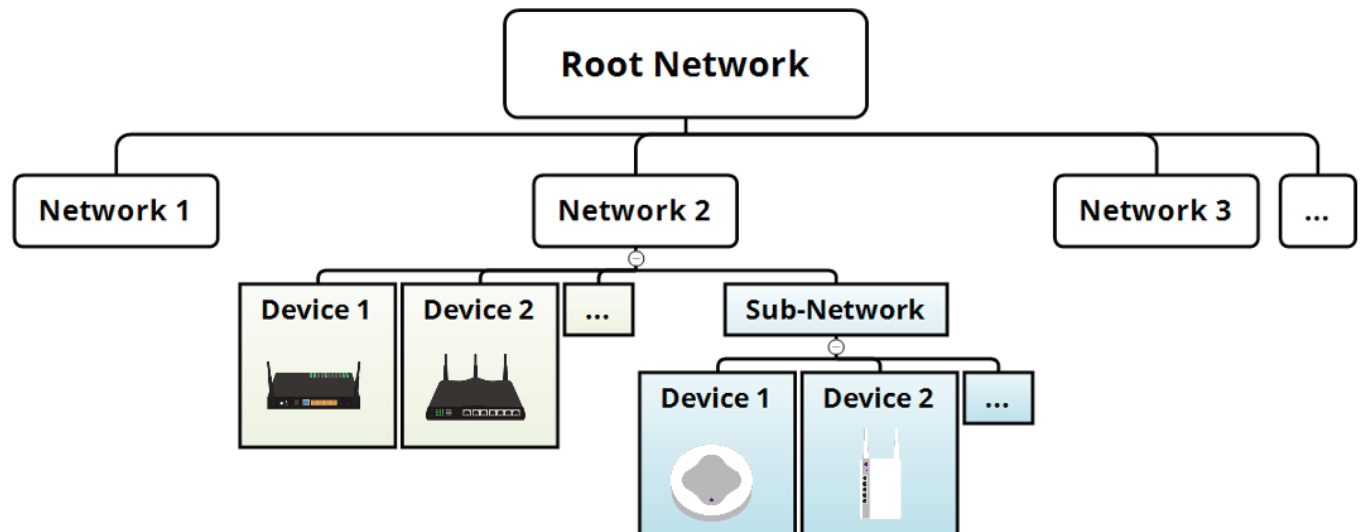 Root Network
Network 1
Network 2
Network 3
...
Device 1
Device 2
...
Sub-Network
Device 1
Device 2
...